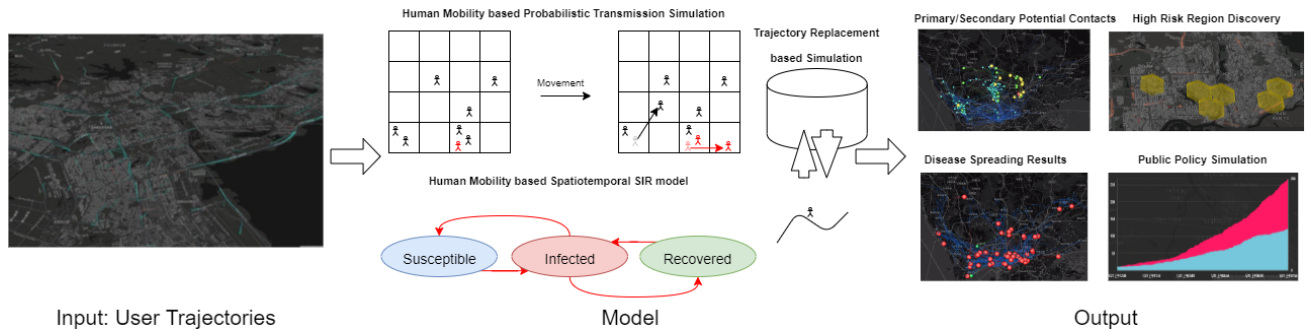 Human Mobility based Probabilistic Transmission Simulation
Movement
Trajectory Replacement
based Simulation
Human Mobility based Spatiotemporal SIR model
Susceptible
Infected
Recovered
Primary/Secondary Potential Contacts
High Risk Region Discovery
Disease Spreading Results
Public Policy Simulation
Input: User Trajectories
Model
Output